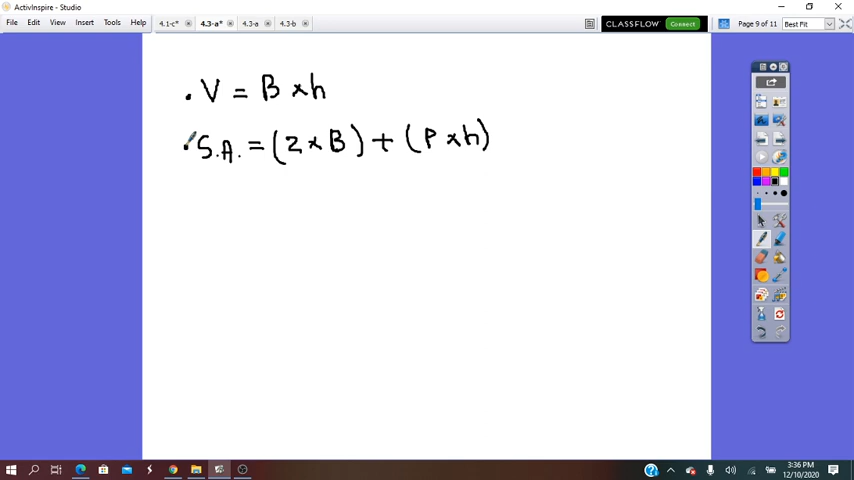 ActivInspire - Studio
File Edit View Insert Tools Help 4.1-c* 4.3-a* 4.3-a 4.3-b CLASSFLOW Connect Page 9 of 11 Best Fit
• V = B × h
• S.A. = (2 × B) + (P × h)
3:36 PM
12/10/2020